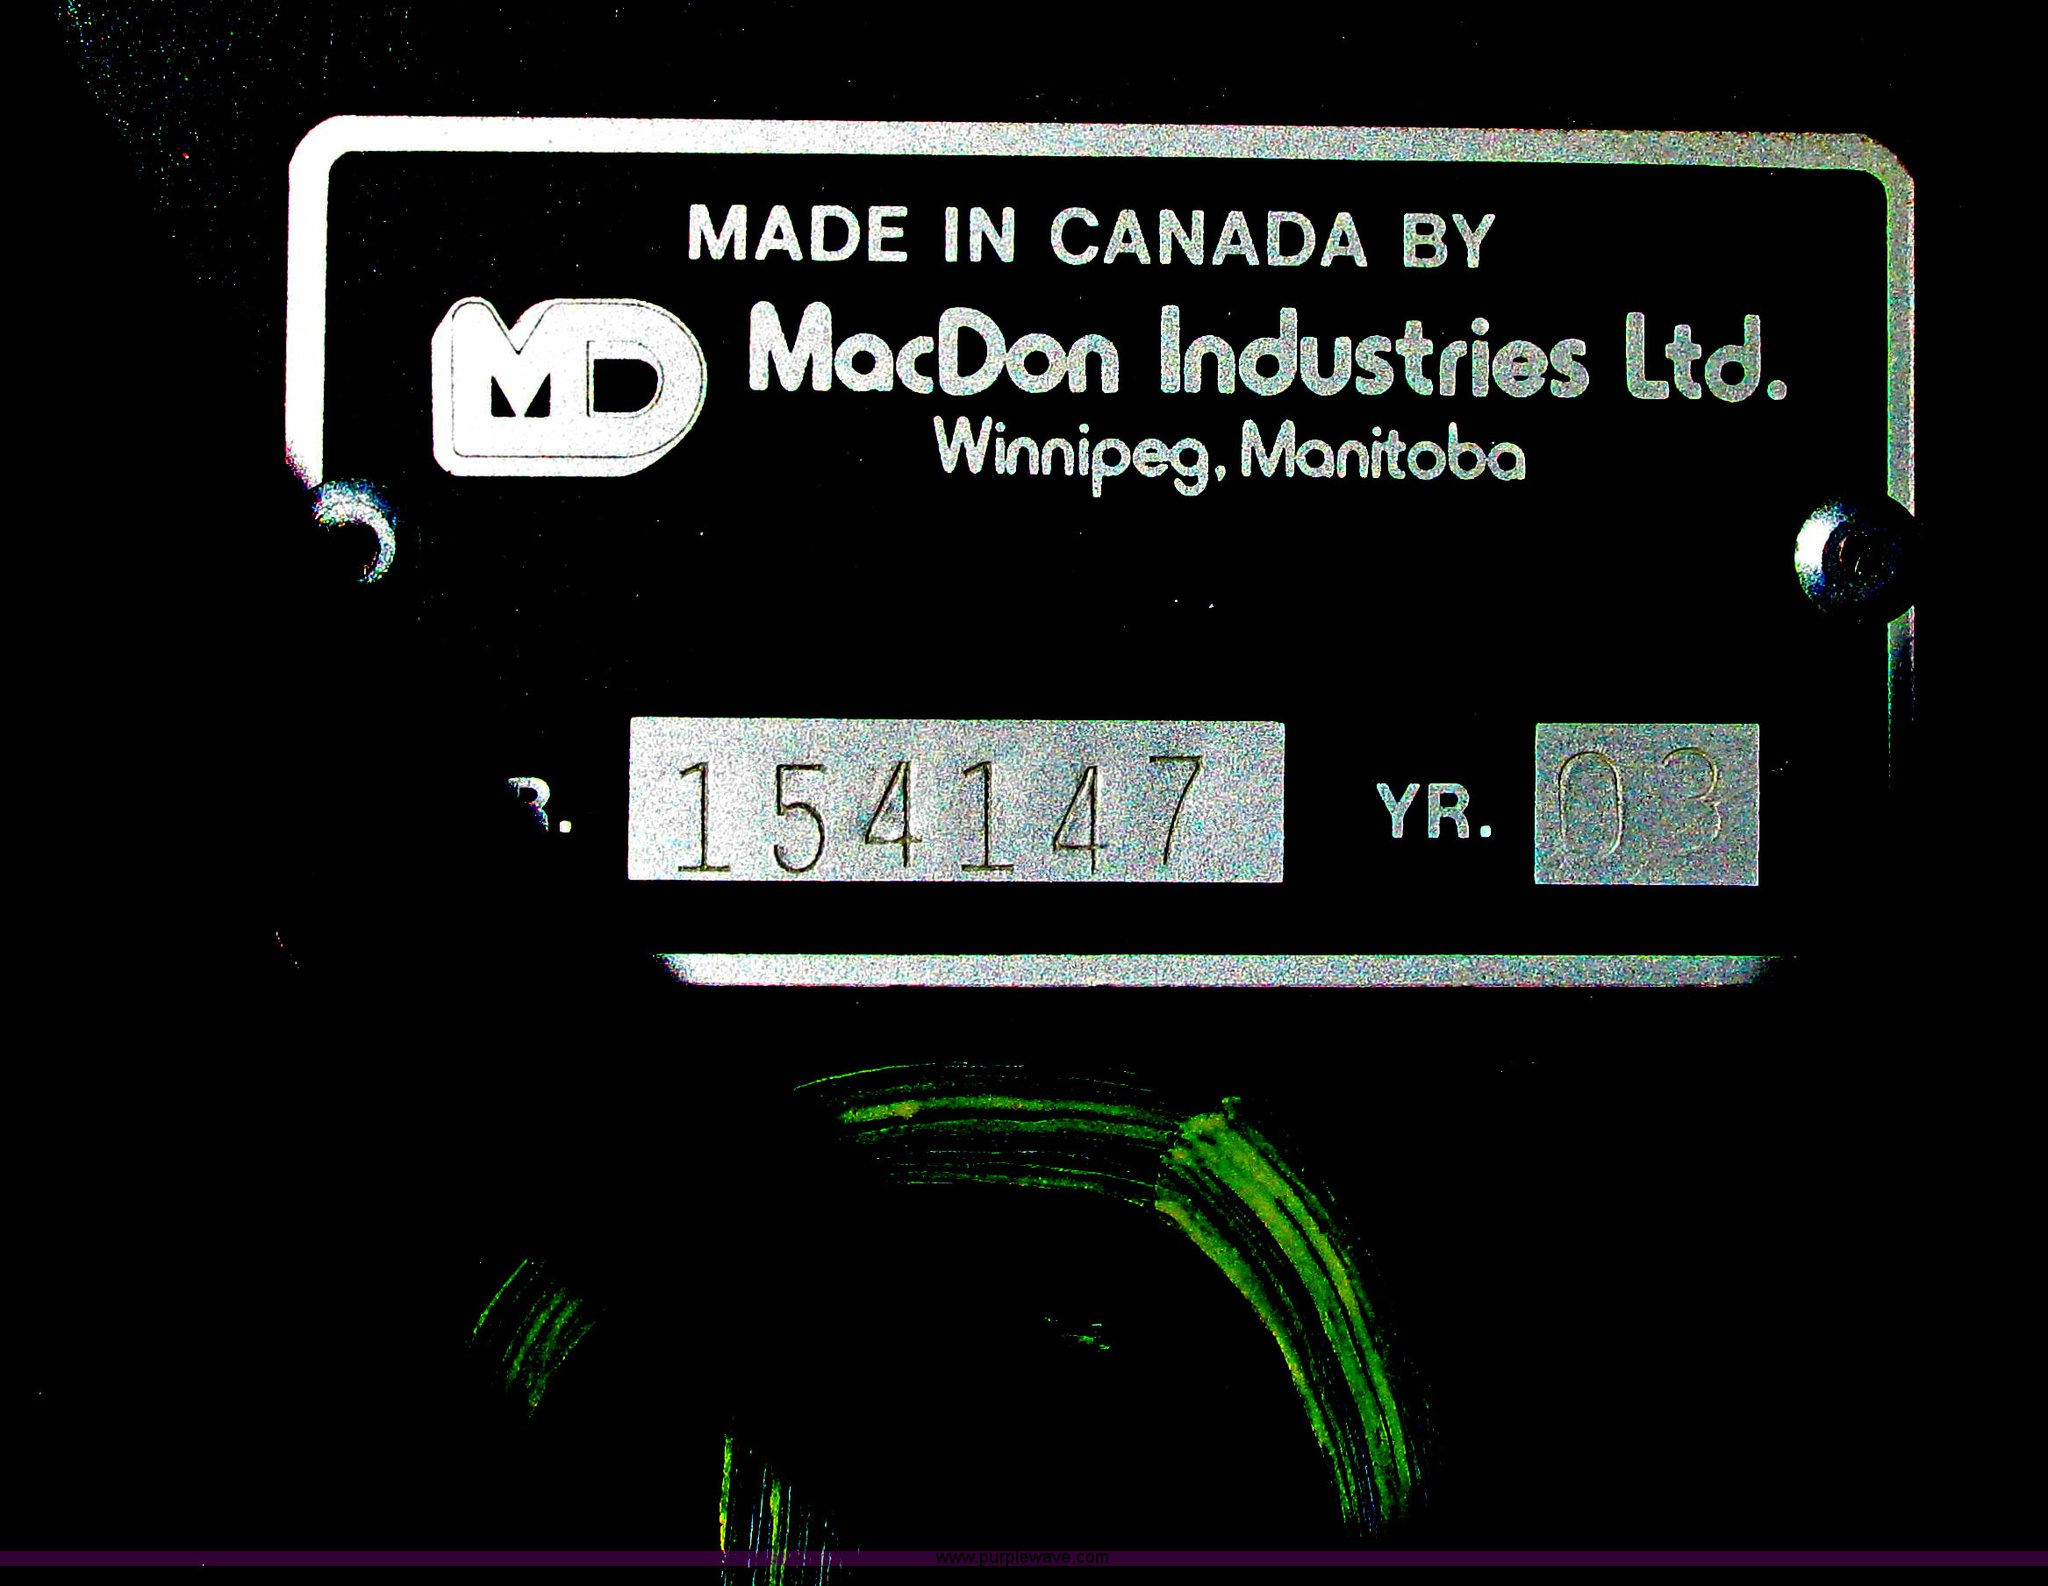 MADE IN CANADA BY
MD MacDon Industries Ltd.
Winnipeg, Manitoba
R. 154147 YR. 03
www.purplewave.com